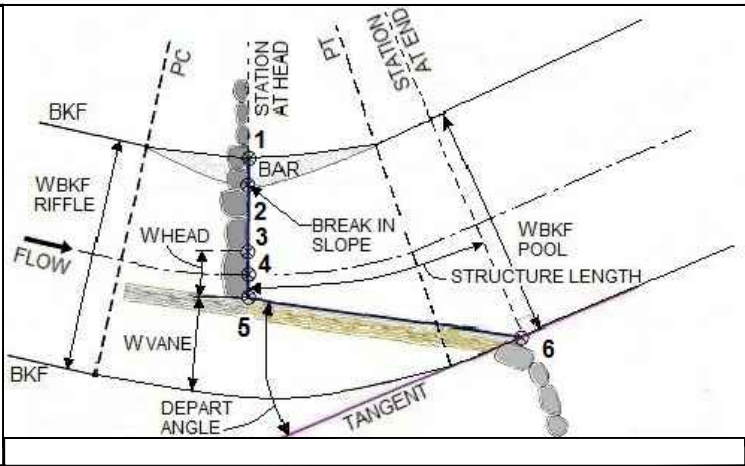 PC
STATION
AT HEAD
PT
STATION
AT END
BKF
1
BAR
WBKF
RIFFLE
2
BREAK IN
SLOPE
WBKF
POOL
WHEAD
3
FLOW
4
STRUCTURE LENGTH
5
WVANE
6
BKF
DEPART
ANGLE
TANGENT